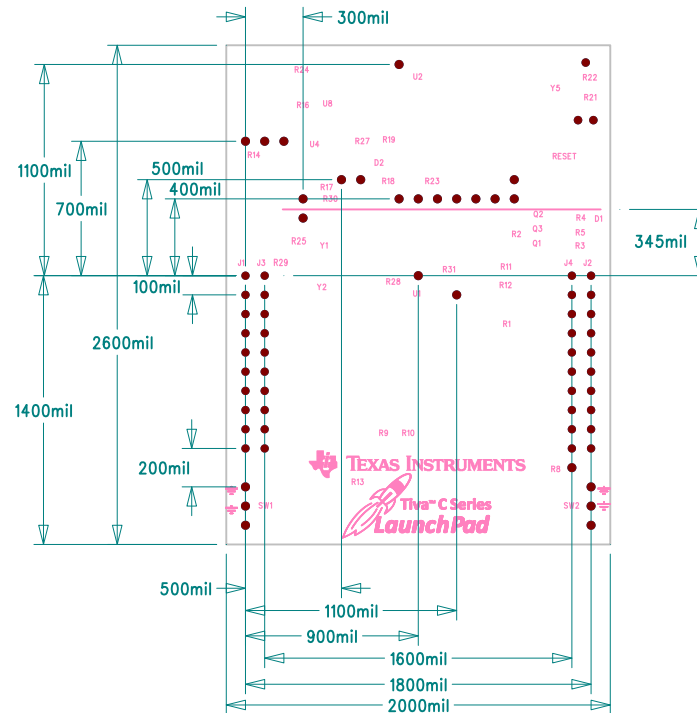 300mil
R24
U2
R22
Y5
R21
R16
U8
1100mil
700mil
R14
U4
R27
R19
D2
RESET
500mil
400mil
R17
R18
R23
R30
Q2
R4
D1
Q3
R5
R2
Q1
R3
345mil
R25
Y1
J1
J3
R29
R31
R11
J4
J2
100mil
Y2
R28
U1
R12
R1
2600mil
1400mil
R9
R10
200mil
TEXAS INSTRUMENTS
R8
R13
SW1
Tiva™ C Series
SW2
LaunchPad
500mil
1100mil
900mil
1600mil
1800mil
2000mil